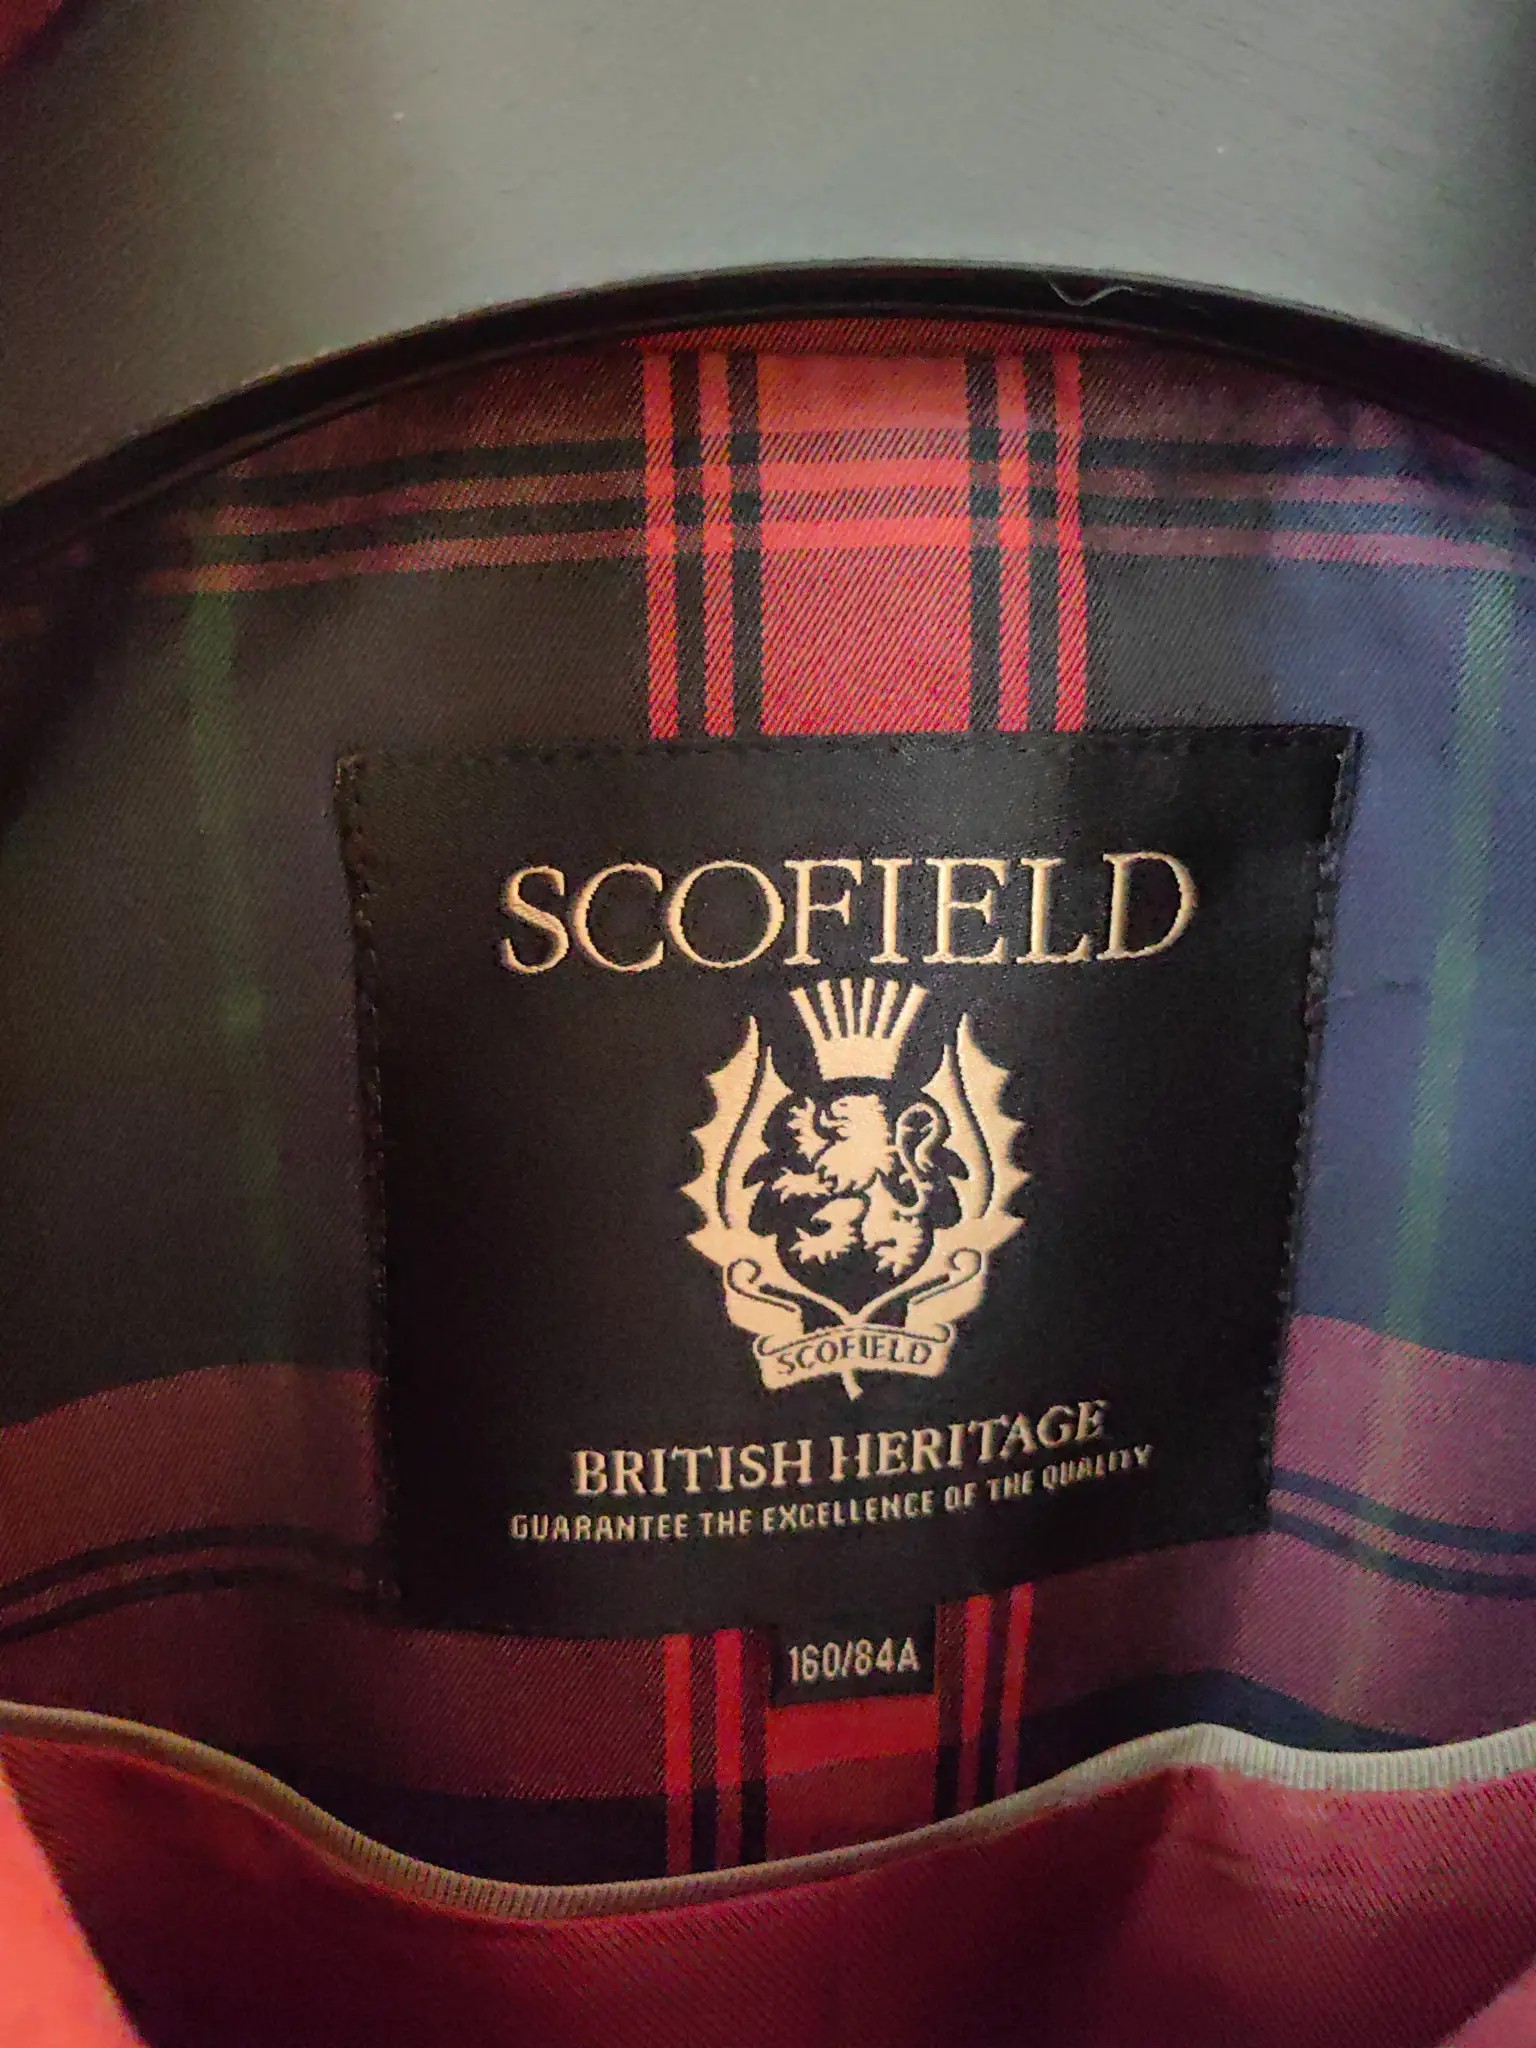 SCOFIELD
SCOFIELD
BRITISH HERITAGE
GUARANTEE THE EXCELLENCE OF THE QUALITY
160/84A